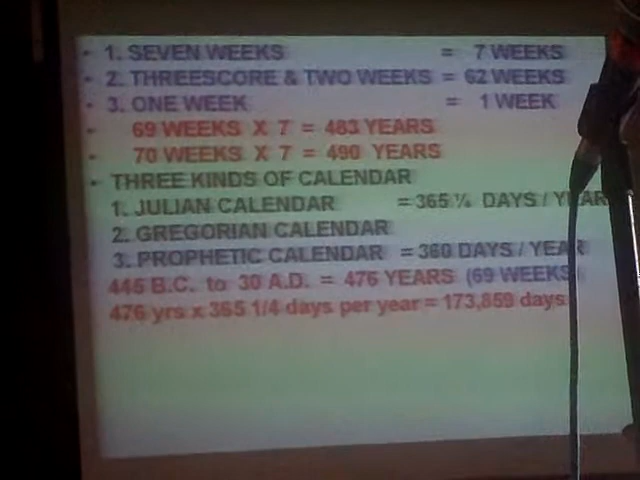 - 1. SEVEN WEEKS = 7 WEEKS
- 2. THREESCORE & TWO WEEKS = 62 WEEKS
- 3. ONE WEEK = 1 WEEK
- 69 WEEKS X 7 = 483 YEARS
- 70 WEEKS X 7 = 490 YEARS
- THREE KINDS OF CALENDAR
1. JULIAN CALENDAR = 365 ¼ DAYS / YEAR
2. GREGORIAN CALENDAR
3. PROPHETIC CALENDAR = 360 DAYS / YEAR
445 B.C. to 30 A.D. = 476 YEARS (69 WEEKS)
476 yrs x 365 1/4 days per year = 173,859 days